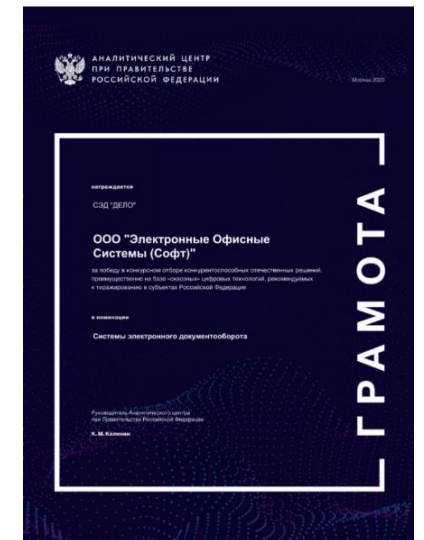 АНАЛИТИЧЕСКИЙ ЦЕНТР
ПРИ ПРАВИТЕЛЬСТВЕ
РОССИЙСКОЙ ФЕДЕРАЦИИ
Москва 2020
ГРАМОТА
награждается
СЭД "ДЕЛО"
ООО "Электронные Офисные
Системы (Софт)"
за победу в конкурсном отборе конкурентоспособных отечественных решений,
преимущественно на базе «сквозных» цифровых технологий, рекомендуемых
к тиражированию в субъектах Российской Федерации
в номинации
Системы электронного документооборота
Руководитель Аналитического центра
при Правительстве Российской Федерации
К. М. Калинин